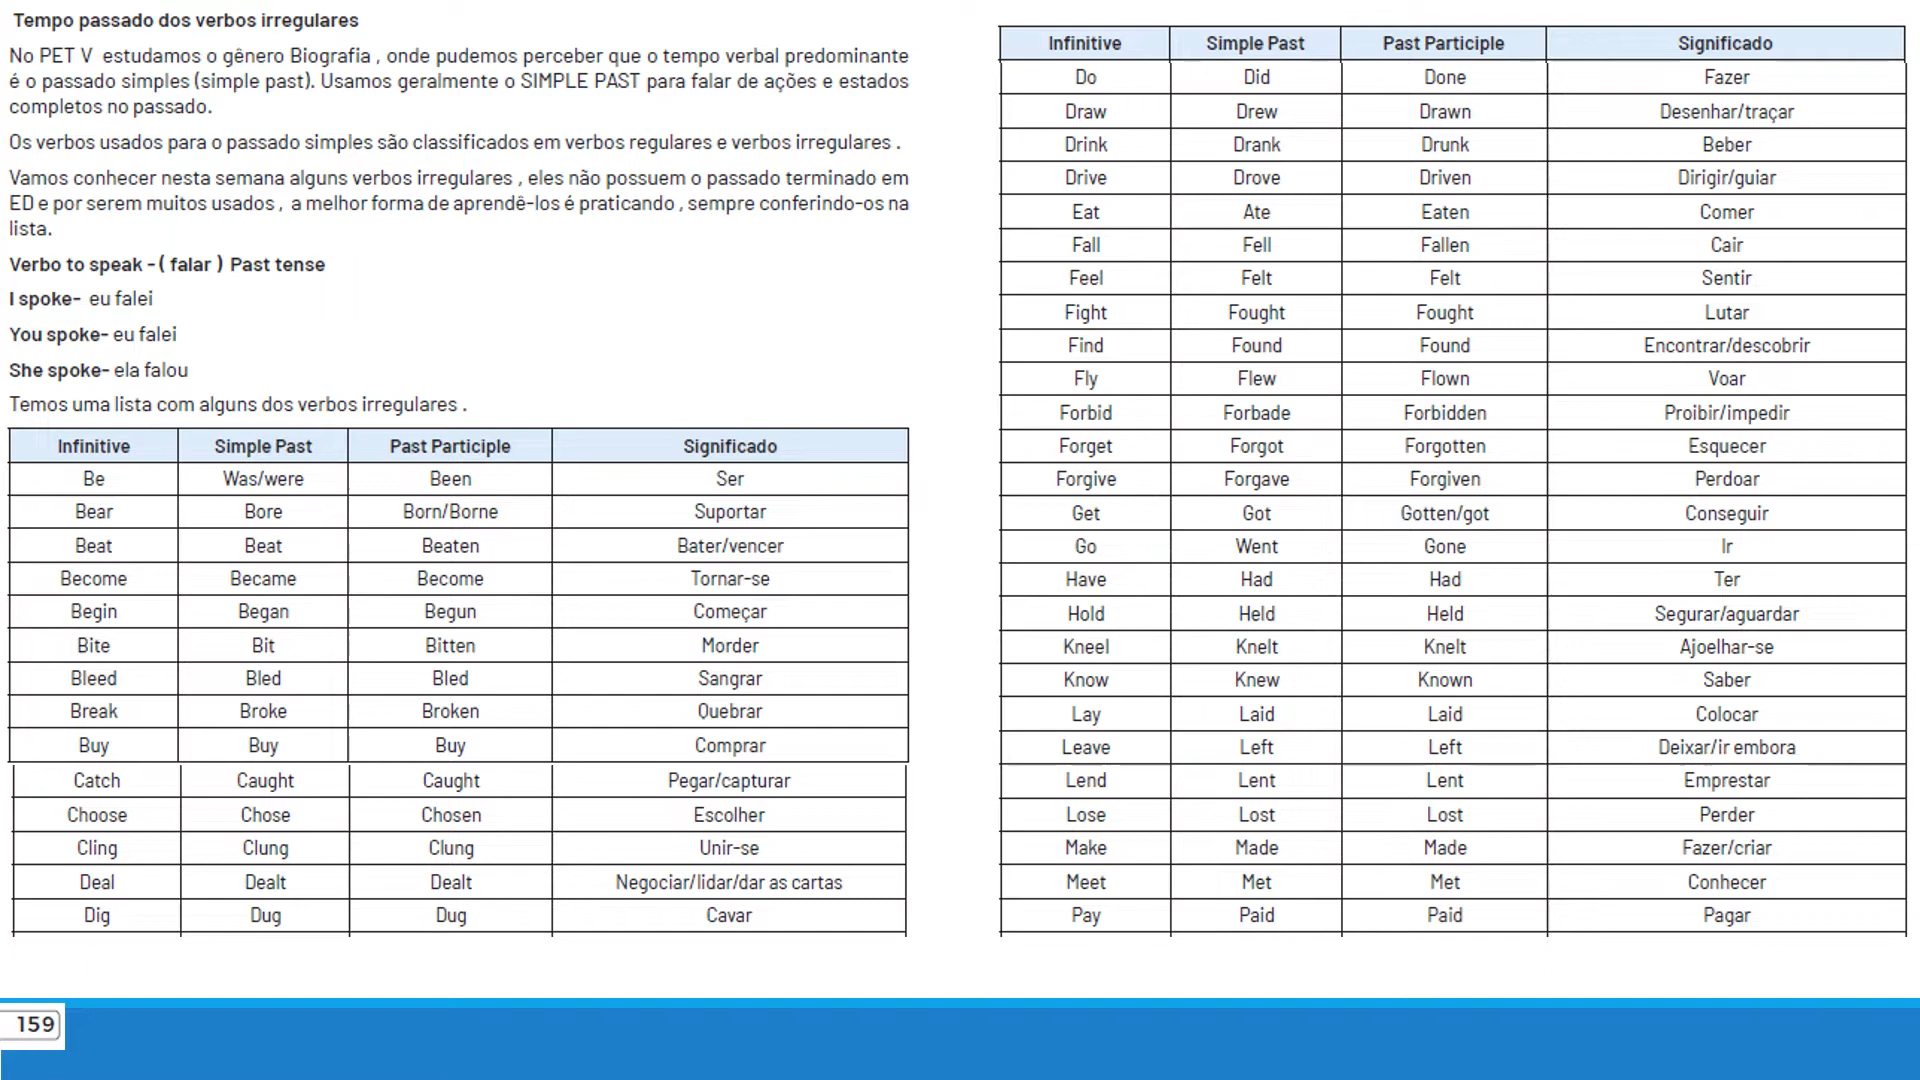 Tempo passado dos verbos irregulares
No PET V estudamos o gênero Biografia , onde pudemos perceber que o tempo verbal predominante
é o passado simples (simple past). Usamos geralmente o SIMPLE PAST para falar de ações e estados
completos no passado.
Os verbos usados para o passado simples são classificados em verbos regulares e verbos irregulares .
Vamos conhecer nesta semana alguns verbos irregulares , eles não possuem o passado terminado em
ED e por serem muitos usados , a melhor forma de aprendê-los é praticando , sempre conferindo-os na
lista.
Verbo to speak - ( falar ) Past tense
I spoke- eu falei
You spoke- eu falei
She spoke- ela falou
Temos uma lista com alguns dos verbos irregulares .
Infinitive Simple Past Past Participle Significado
Be Was/were Been Ser
Bear Bore Born/Borne Suportar
Beat Beat Beaten Bater/vencer
Become Became Become Tornar-se
Begin Began Begun Começar
Bite Bit Bitten Morder
Bleed Bled Bled Sangrar
Break Broke Broken Quebrar
Buy Buy Buy Comprar
Catch Caught Caught Pegar/capturar
Choose Chose Chosen Escolher
Cling Clung Clung Unir-se
Deal Dealt Dealt Negociar/lidar/dar as cartas
Dig Dug Dug Cavar
Infinitive Simple Past Past Participle Significado
Do Did Done Fazer
Draw Drew Drawn Desenhar/traçar
Drink Drank Drunk Beber
Drive Drove Driven Dirigir/guiar
Eat Ate Eaten Comer
Fall Fell Fallen Cair
Feel Felt Felt Sentir
Fight Fought Fought Lutar
Find Found Found Encontrar/descobrir
Fly Flew Flown Voar
Forbid Forbade Forbidden Proibir/impedir
Forget Forgot Forgotten Esquecer
Forgive Forgave Forgiven Perdoar
Get Got Gotten/got Conseguir
Go Went Gone Ir
Have Had Had Ter
Hold Held Held Segurar/aguardar
Kneel Knelt Knelt Ajoelhar-se
Know Knew Known Saber
Lay Laid Laid Colocar
Leave Left Left Deixar/ir embora
Lend Lent Lent Emprestar
Lose Lost Lost Perder
Make Made Made Fazer/criar
Meet Met Met Conhecer
Pay Paid Paid Pagar
159